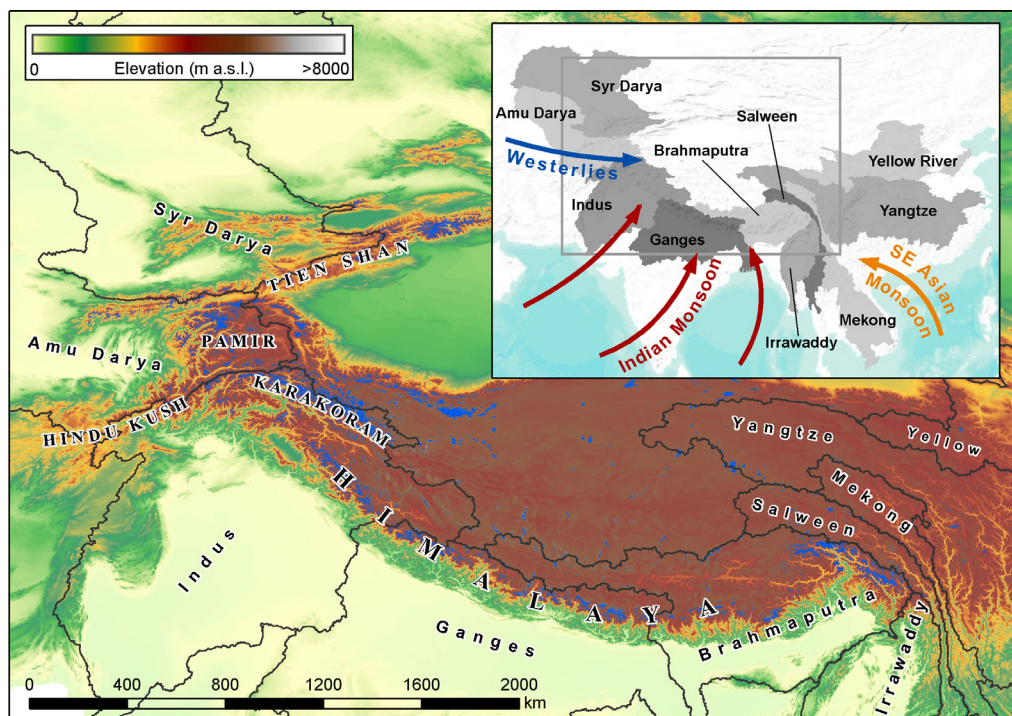 0 Elevation (m a.s.l.) >8000
Syr Darya
Amu Darya
Salween
Brahmaputra
Westerlies
Yellow River
Indus
Yangtze
Ganges
SE Asian
Monsoon
Indian Monsoon
Mekong
Irrawaddy
Syr Darya
TIEN SHAN
Amu Darya
PAMIR
KARAKORAM
HINDU KUSH
HIMALAYA
Yangtze
Yellow
Mekong
Salween
Indus
Ganges
Brahmaputra
Irrawaddy
0 400 800 1200 1600 2000
km